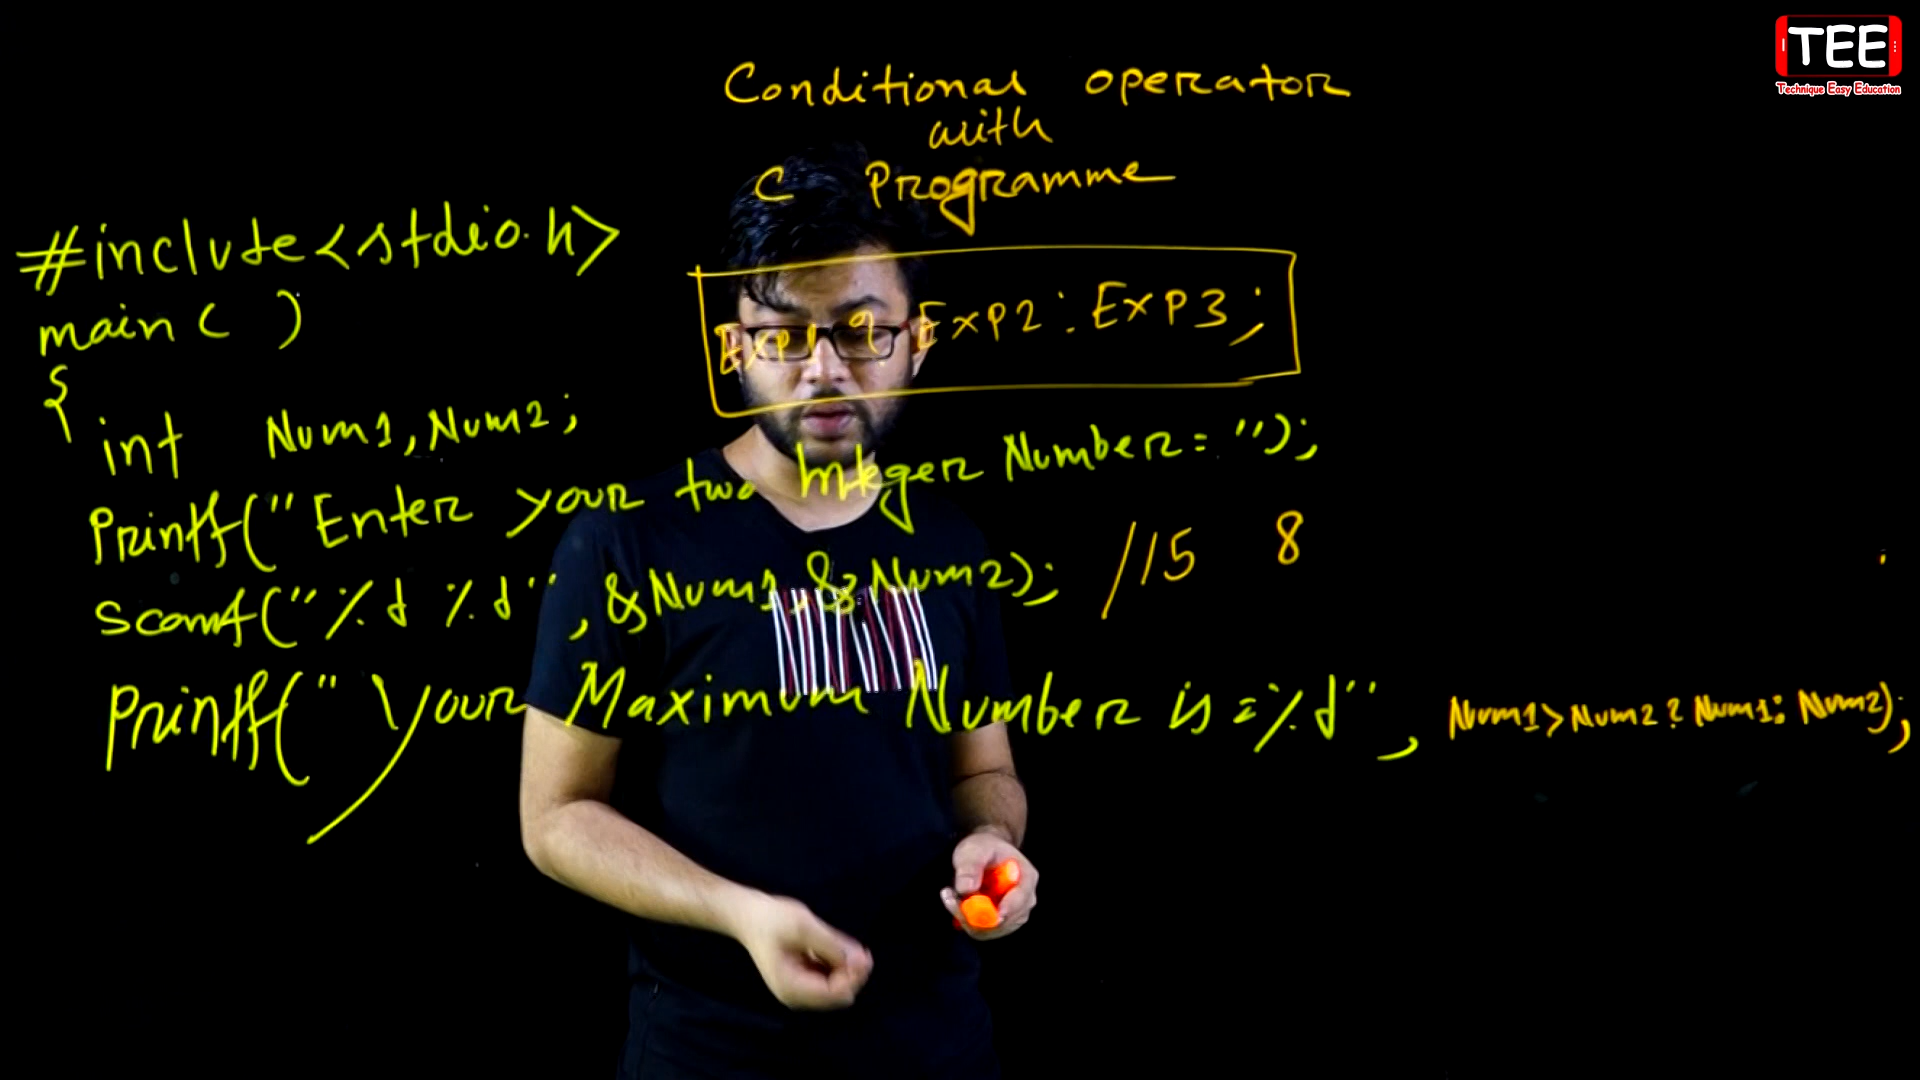 TEE
Technique Easy Education
Conditional operator
with
C Programme
Exp1 ? Exp2 : Exp3 ;
#include<stdio.h>
main( )
{
int Num1, Num2;
Printf("Enter your two Integer Number= ");
scanf("%d %d", &Num1, &Num2); //15 8
Printf(" Your Maximum Number is =%d", Num1>Num2 ? Num1: Num2);